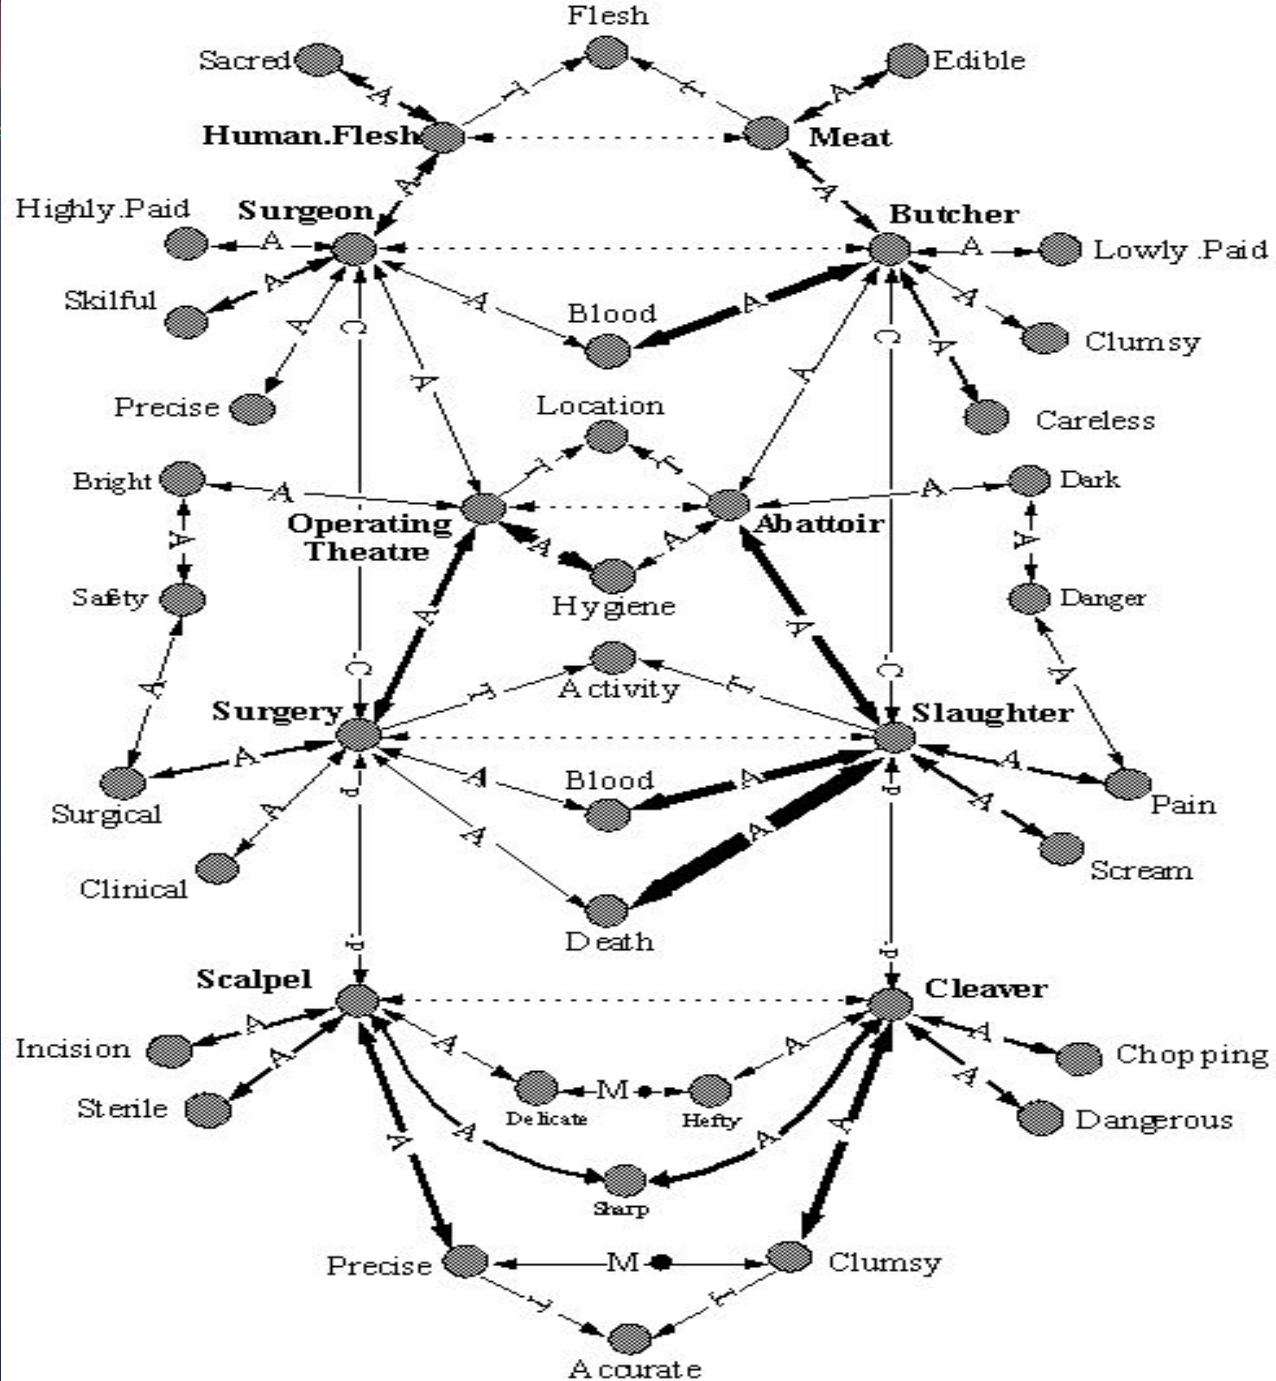 Flesh
Sacred
Edible
A
T
T
A
Human.Flesh
Meat
A
A
Highly.Paid
Surgeon
Butcher
A
A
Lowly.Paid
Skilful
A
A
A
A
Blood
Clumsy
A
C
C
A
Precise
A
A
Location
Careless
Bright
T
T
Dark
A
A
Operating
Theatre
Abattoir
A
A
A
A
Safety
Hygiene
Danger
A
A
C
C
A
A
T
Activity
T
Surgery
Slaughter
A
A
Blood
A
A
Surgical
P
P
Pain
A
A
A
A
Clinical
Scream
Death
P
P
Scalpel
Cleaver
Incision
A
A
A
A
Chopping
Sterile
A
M
A
Delicate
Hefty
Dangerous
A
A
A
A
Sharp
Precise
M
Clumsy
T
T
Accurate